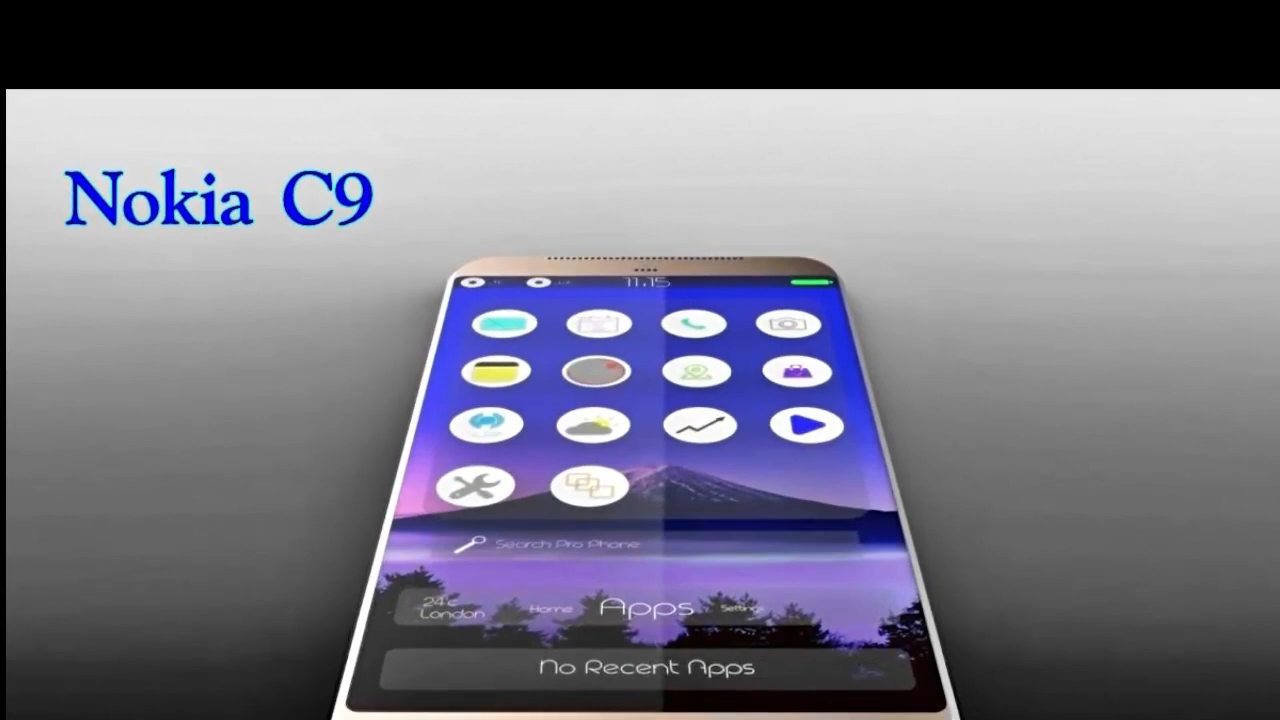 Nokia C9
11.15
Search Pro Phone
24°c
London
Home Apps Settings
No Recent Apps